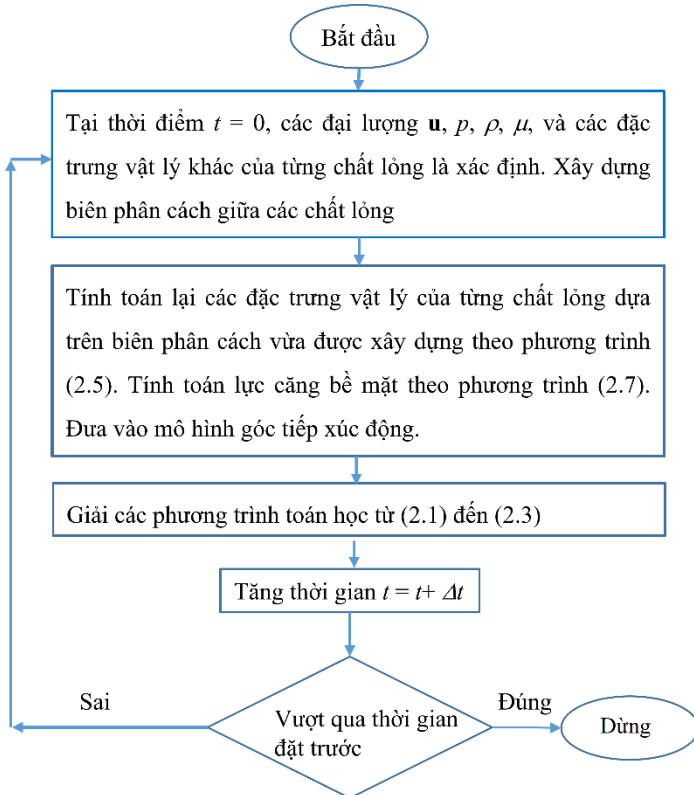 Bắt đầu
Tại thời điểm t = 0, các đại lượng u, p, ρ, μ, và các đặc
trưng vật lý khác của từng chất lỏng là xác định. Xây dựng
biên phân cách giữa các chất lỏng
Tính toán lại các đặc trưng vật lý của từng chất lỏng dựa
trên biên phân cách vừa được xây dựng theo phương trình
(2.5). Tính toán lực căng bề mặt theo phương trình (2.7).
Đưa vào mô hình góc tiếp xúc động.
Giải các phương trình toán học từ (2.1) đến (2.3)
Tăng thời gian t = t+ Δt
Sai
Đúng
Vượt qua thời gian
đặt trước
Dừng